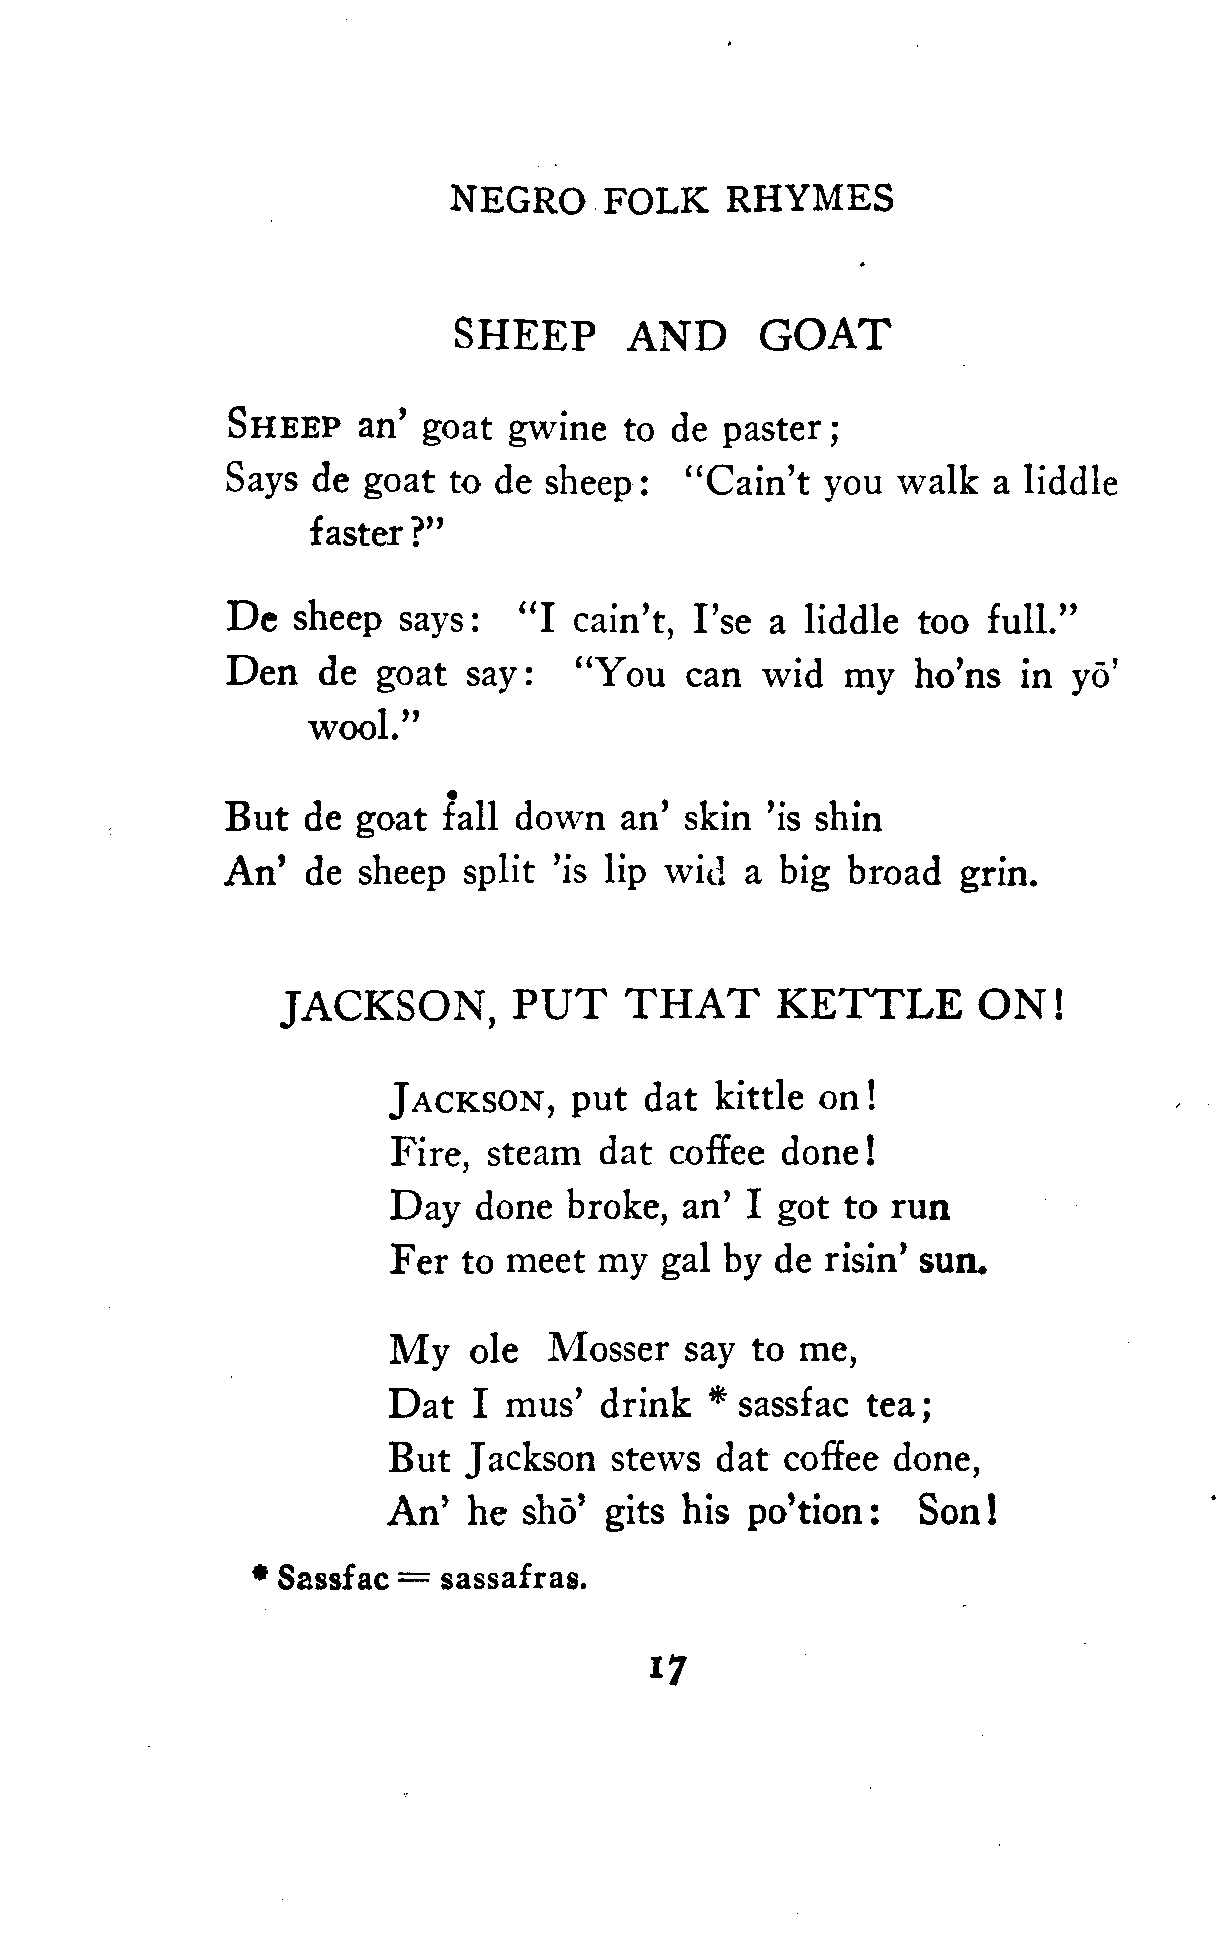 NEGRO FOLK RHYMES
SHEEP AND GOAT
SHEEP an' goat gwine to de paster;
Says de goat to de sheep: "Cain't you walk a liddle
faster?"
De sheep says: "I cain't, I'se a liddle too full."
Den de goat say: "You can wid my ho'ns in yō'
wool."
But de goat fall down an' skin 'is shin
An' de sheep split 'is lip wid a big broad grin.
JACKSON, PUT THAT KETTLE ON!
JACKSON, put dat kittle on!
Fire, steam dat coffee done!
Day done broke, an' I got to run
Fer to meet my gal by de risin' sun.
My ole Mosser say to me,
Dat I mus' drink * sassfac tea;
But Jackson stews dat coffee done,
An' he shō' gits his po'tion: Son!
* Sassfac = sassafras.
17